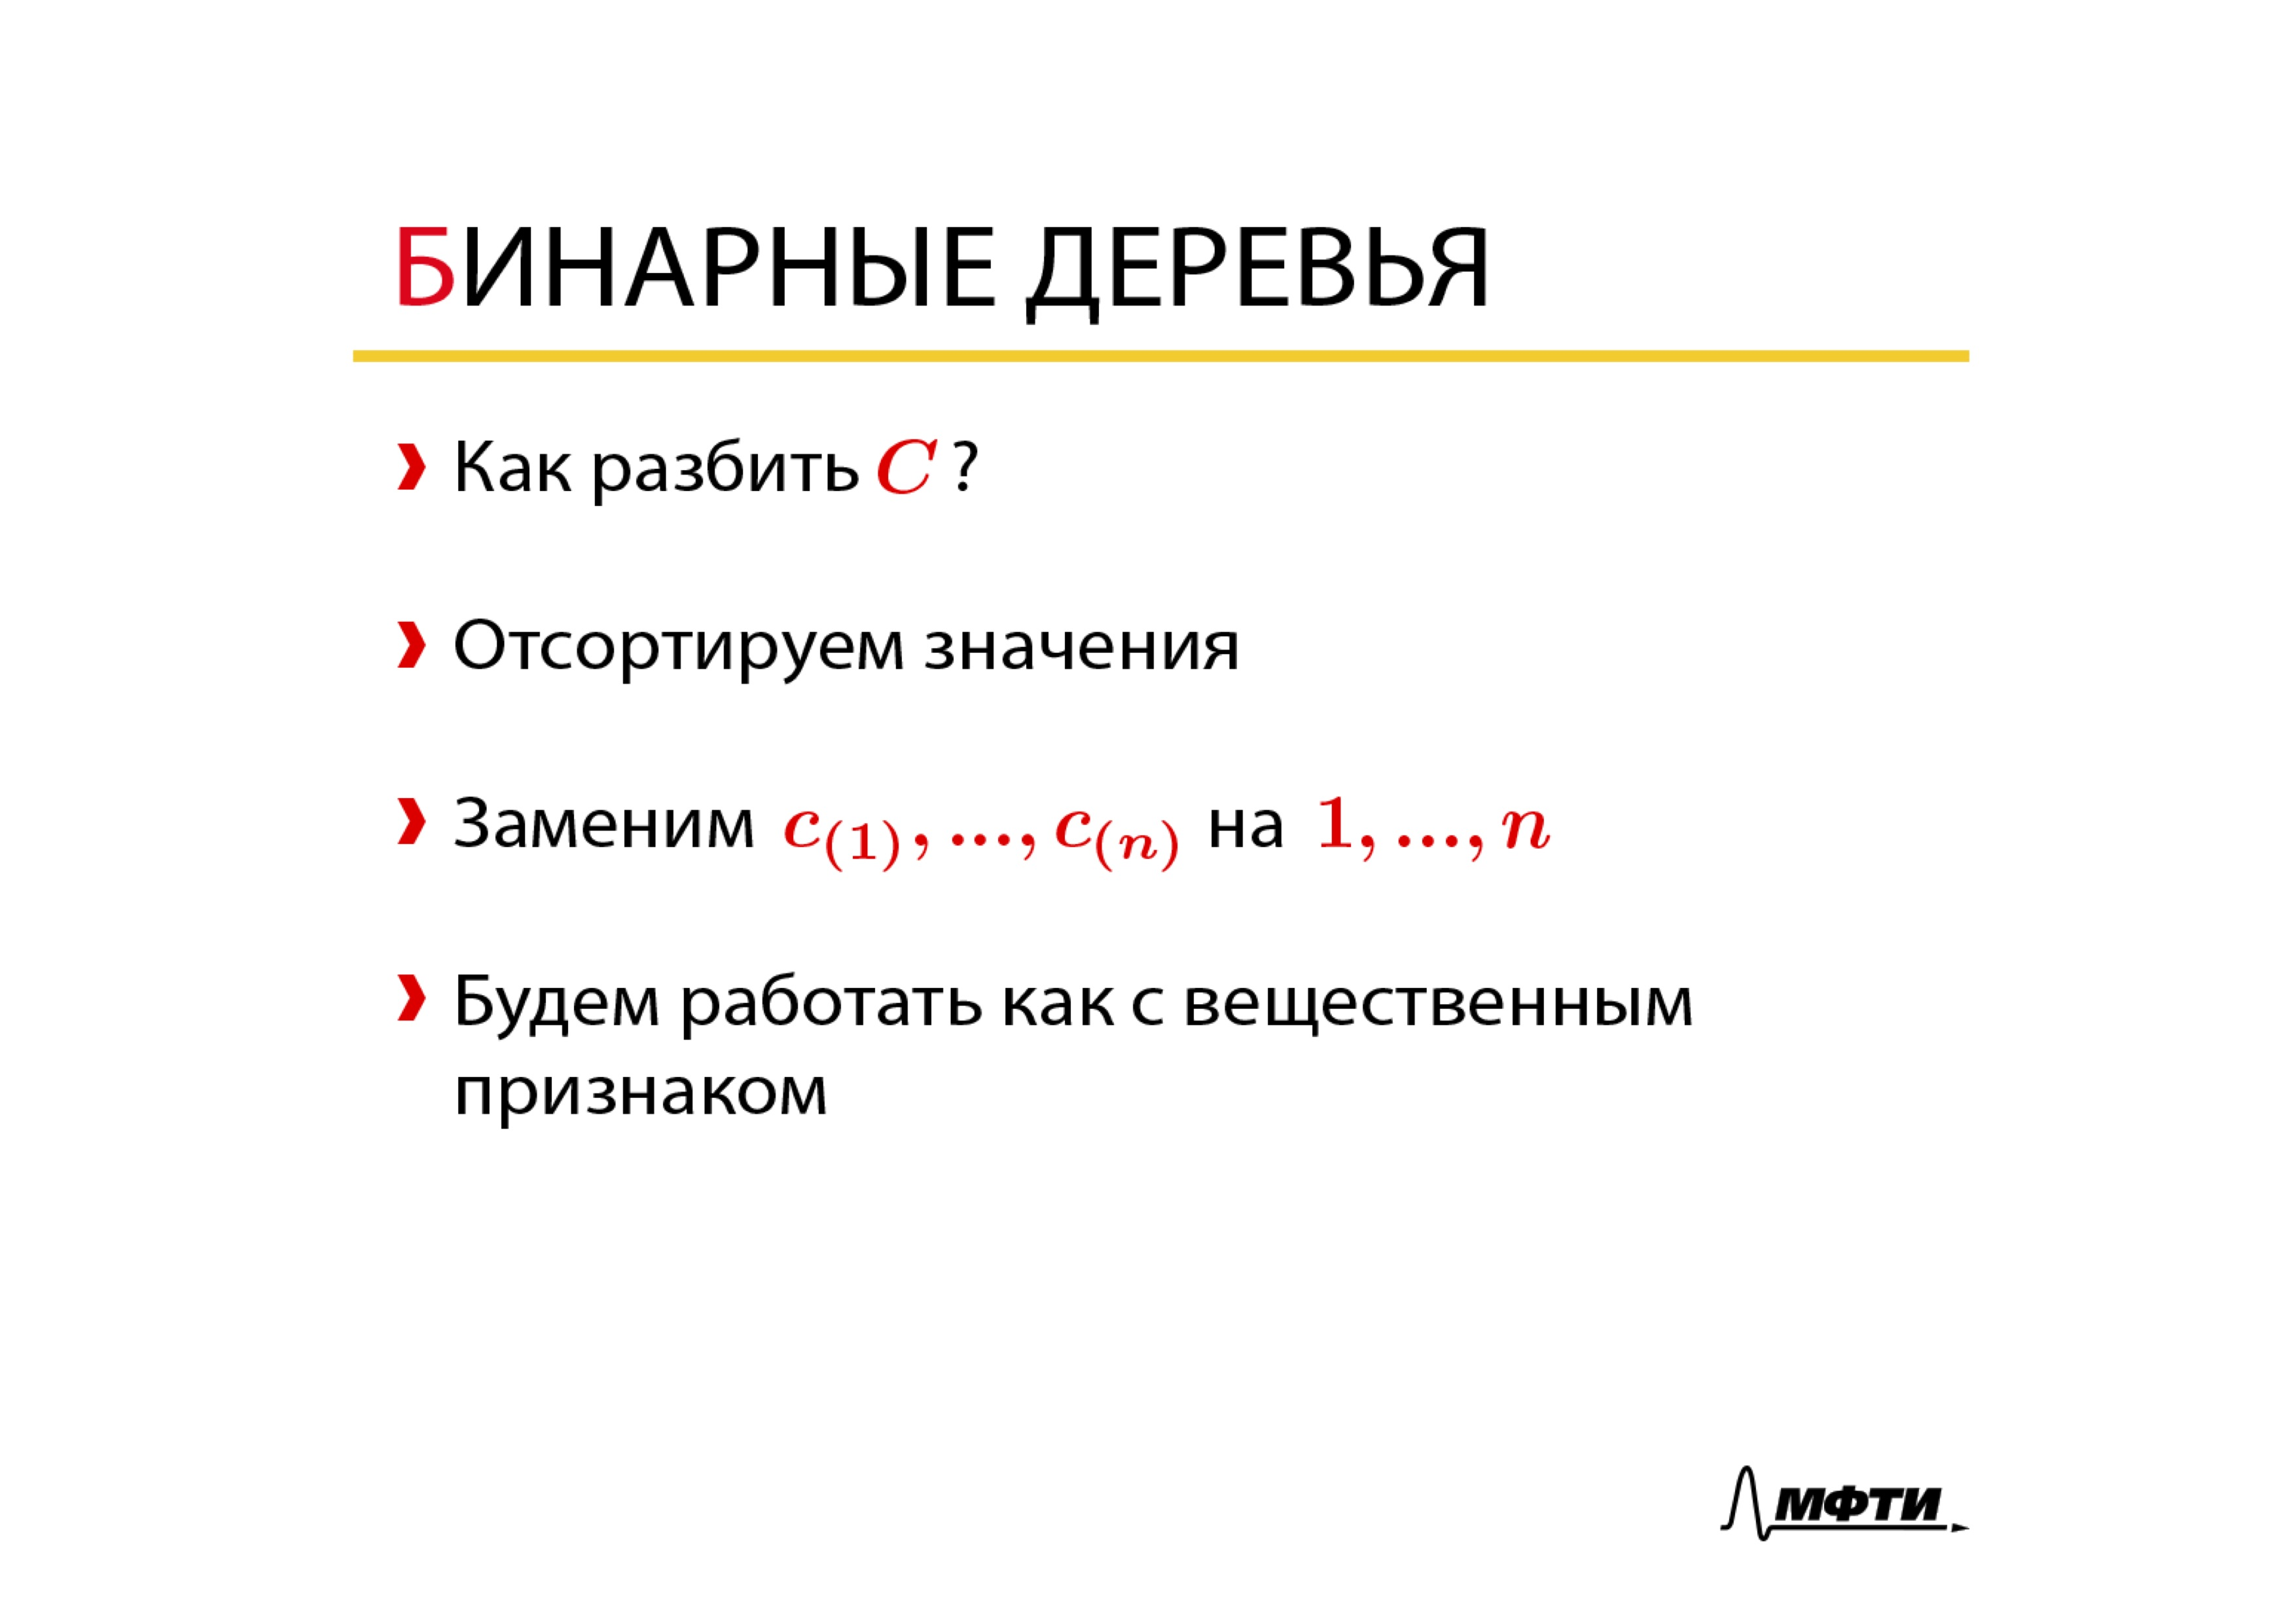 БИНАРНЫЕ ДЕРЕВЬЯ
Как разбить C ?
Отсортируем значения
Заменим c(1), ..., c(n) на 1, ..., n
Будем работать как с вещественным
признаком
МФТИ